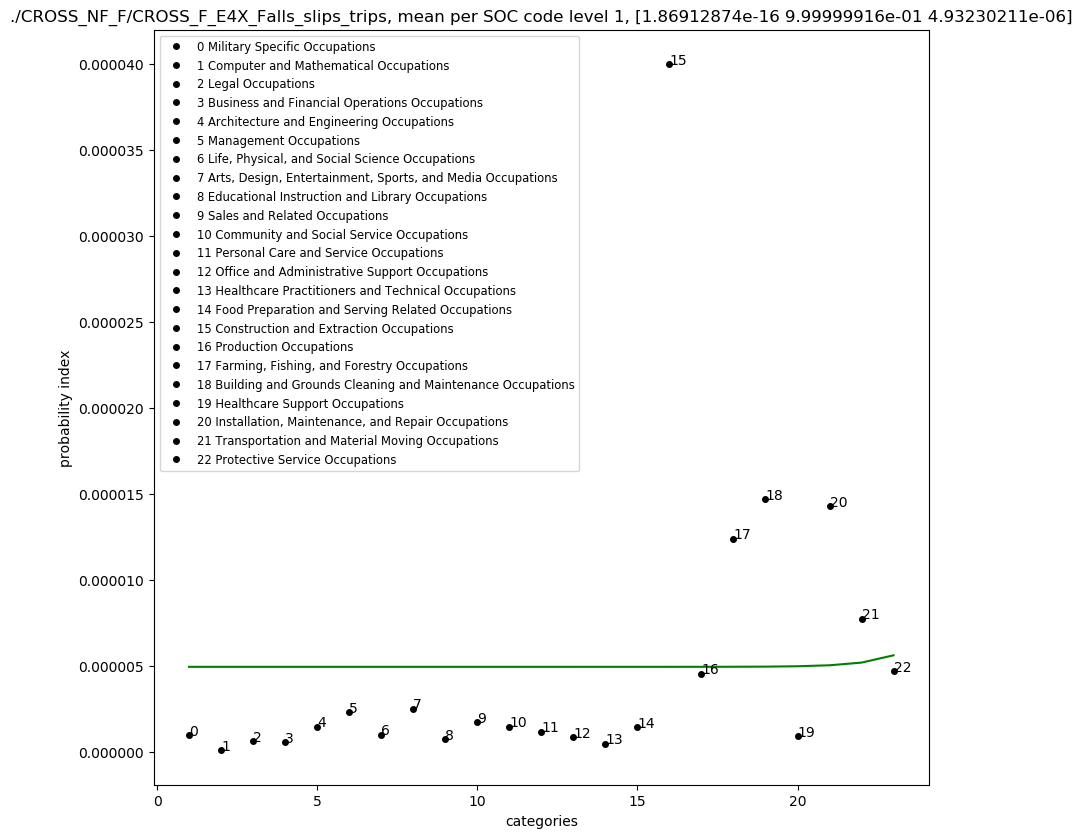 ./CROSS_NF_F/CROSS_F_E4X_Falls_slips_trips, mean per SOC code level 1, [1.86912874e-16 9.99999916e-01 4.93230211e-06]
0 Military Specific Occupations
1 Computer and Mathematical Occupations
2 Legal Occupations
3 Business and Financial Operations Occupations
4 Architecture and Engineering Occupations
5 Management Occupations
6 Life, Physical, and Social Science Occupations
7 Arts, Design, Entertainment, Sports, and Media Occupations
8 Educational Instruction and Library Occupations
9 Sales and Related Occupations
10 Community and Social Service Occupations
11 Personal Care and Service Occupations
12 Office and Administrative Support Occupations
13 Healthcare Practitioners and Technical Occupations
14 Food Preparation and Serving Related Occupations
15 Construction and Extraction Occupations
16 Production Occupations
17 Farming, Fishing, and Forestry Occupations
18 Building and Grounds Cleaning and Maintenance Occupations
19 Healthcare Support Occupations
20 Installation, Maintenance, and Repair Occupations
21 Transportation and Material Moving Occupations
22 Protective Service Occupations
probability index
0.000040
0.000035
0.000030
0.000025
0.000020
0.000015
0.000010
0.000005
0.000000
0
1
2
3
4
5
6
7
8
9
10
11
12
13
14
15
16
17
18
19
20
21
22
0 5 10 15 20
categories